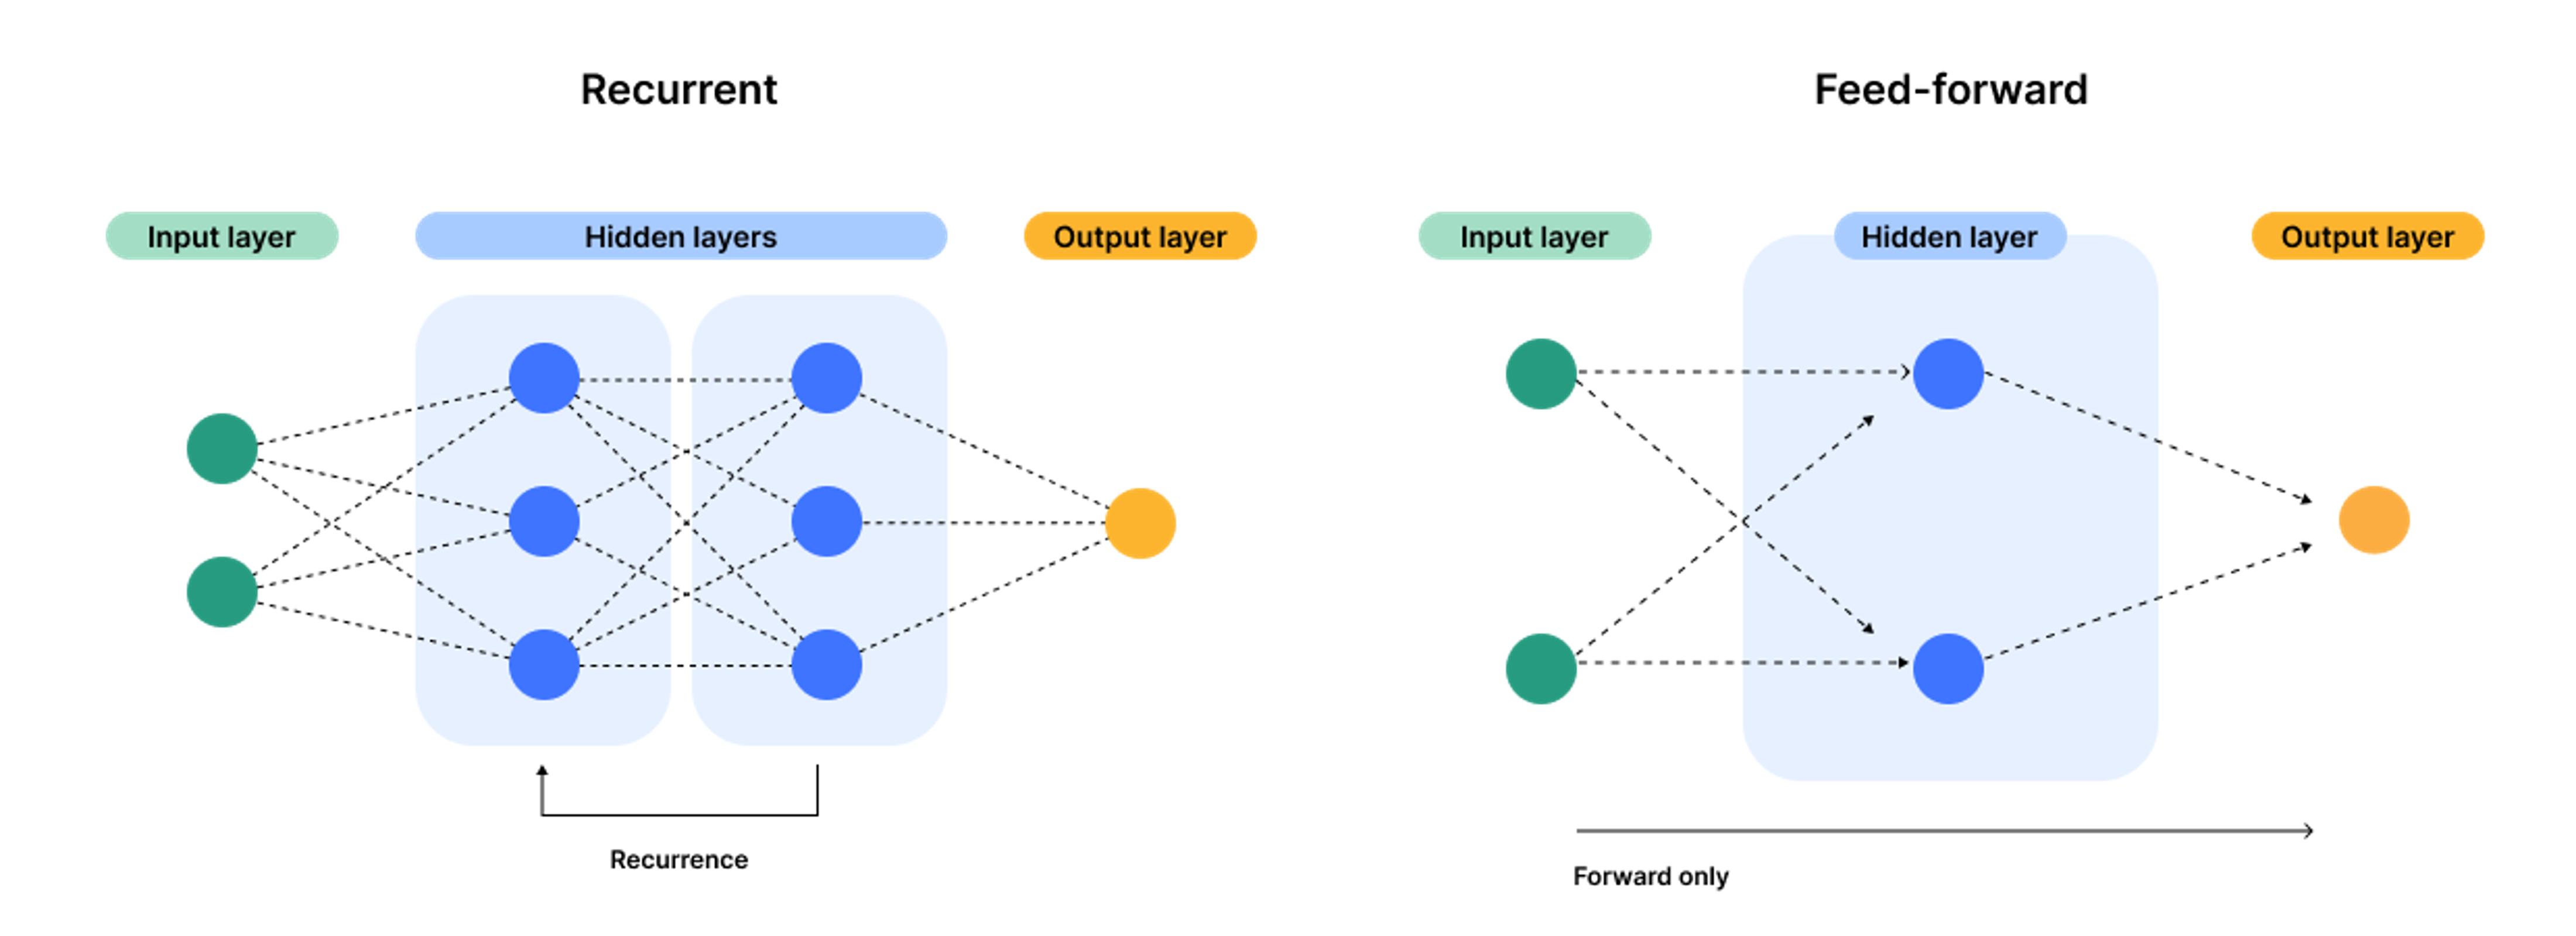 Recurrent
Input layer
Hidden layers
Output layer
Recurrence
Feed-forward
Input layer
Hidden layer
Output layer
Forward only